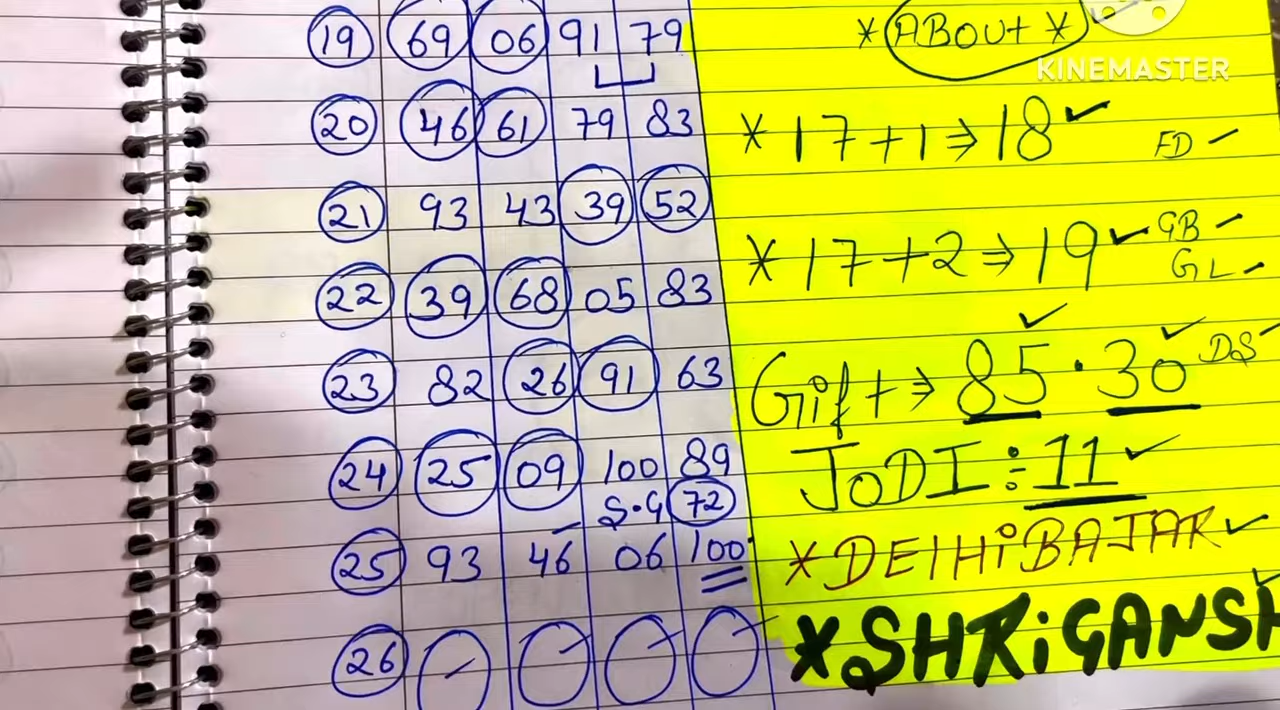 19 69 06 91 79
20 46 61 79 83
21 93 43 39 52
22 39 68 05 83
23 82 26 91 63
24 25 09 100 89
S.G 72
25 93 46 06 100
26
* ABOUt *
KINEMASTER
* 17+1⇒18 ✓
FD ✓
* 17+2⇒19 ✓ GB ✓
GL ✓
Gift ⇒ 85 . 30 DS ✓
JODI : 11 ✓
* DElHi BAJAR ✓
* SHRiGANSH